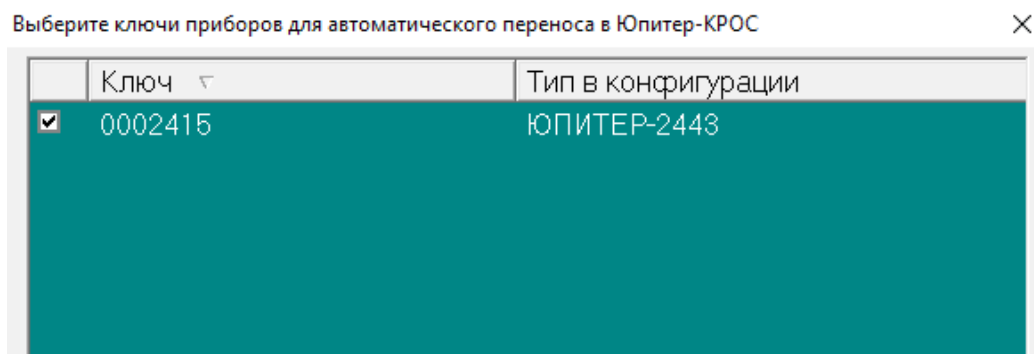 Выберите ключи приборов для автоматического переноса в Юпитер-КРОС
Ключ Тип в конфигурации
0002415 ЮПИТЕР-2443